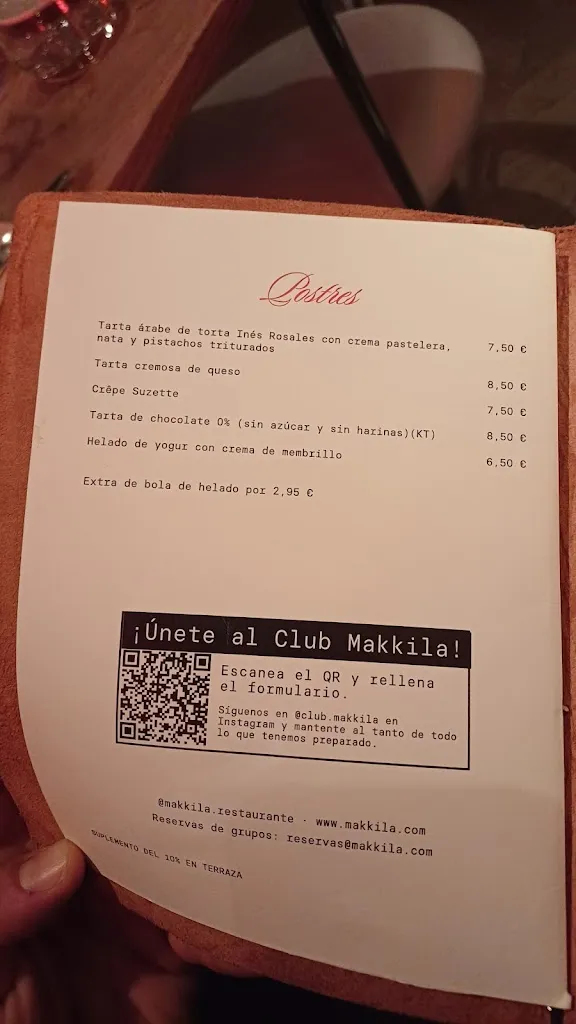 Postres
Tarta árabe de torta Inés Rosales con crema pastelera,
nata y pistachos triturados 7,50 €
Tarta cremosa de queso 8,50 €
Crêpe Suzette 7,50 €
Tarta de chocolate 0% (sin azúcar y sin harinas)(KT) 8,50 €
Helado de yogur con crema de membrillo 6,50 €
Extra de bola de helado por 2,95 €
¡Únete al Club Makkila!
Escanea el QR y rellena
el formulario.
Síguenos en @club.makkila en
Instagram y mantente al tanto de todo
lo que tenemos preparado.
@makkila.restaurante · www.makkila.com
Reservas de grupos: reservas@makkila.com
SUPLEMENTO DEL 10% EN TERRAZA